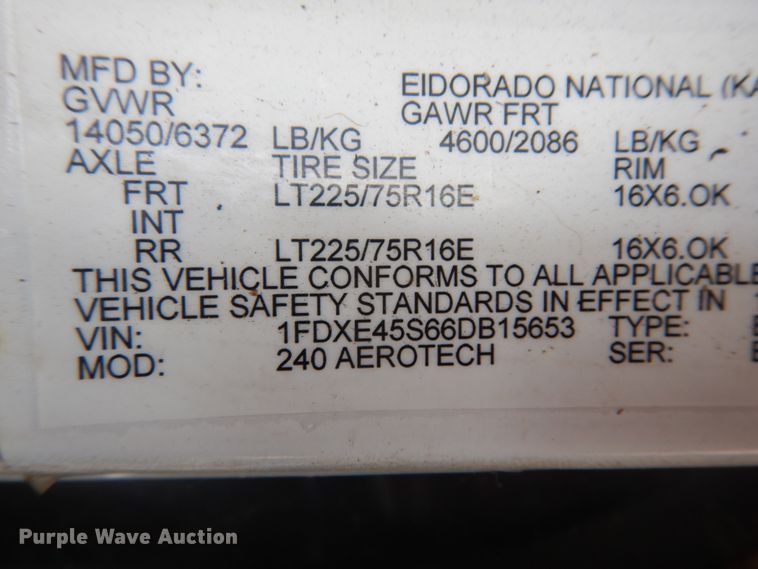 MFD BY: EIDORADO NATIONAL (KA
GVWR GAWR FRT
14050/6372 LB/KG 4600/2086 LB/KG
AXLE TIRE SIZE RIM
FRT LT225/75R16E 16X6.OK
INT
RR LT225/75R16E 16X6.OK
THIS VEHICLE CONFORMS TO ALL APPLICABLE
VEHICLE SAFETY STANDARDS IN EFFECT IN
VIN: 1FDXE45S66DB15653 TYPE:
MOD: 240 AEROTECH SER:
Purple Wave Auction